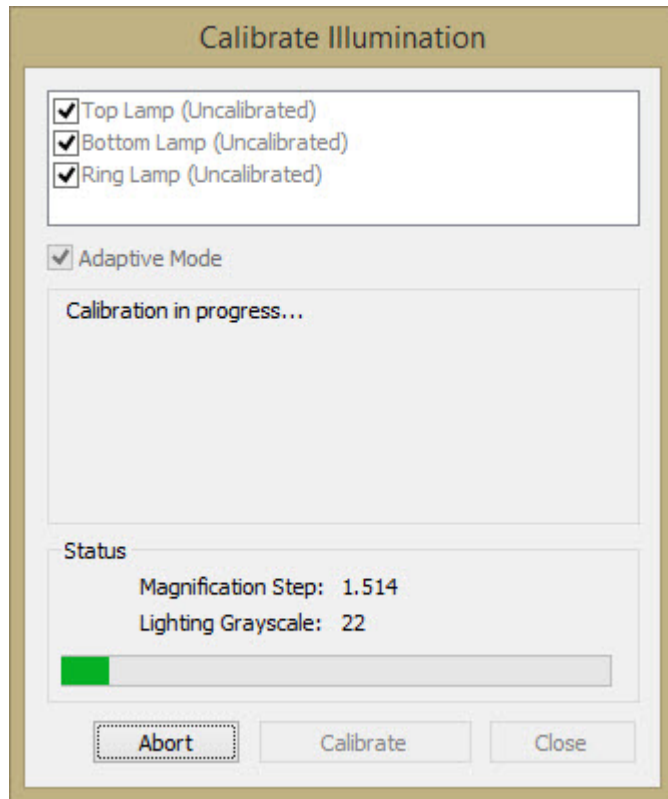 Calibrate Illumination
Top Lamp (Uncalibrated)
Bottom Lamp (Uncalibrated)
Ring Lamp (Uncalibrated)
Adaptive Mode
Calibration in progress...
Status
Magnification Step: 1.514
Lighting Grayscale: 22
Abort Calibrate Close